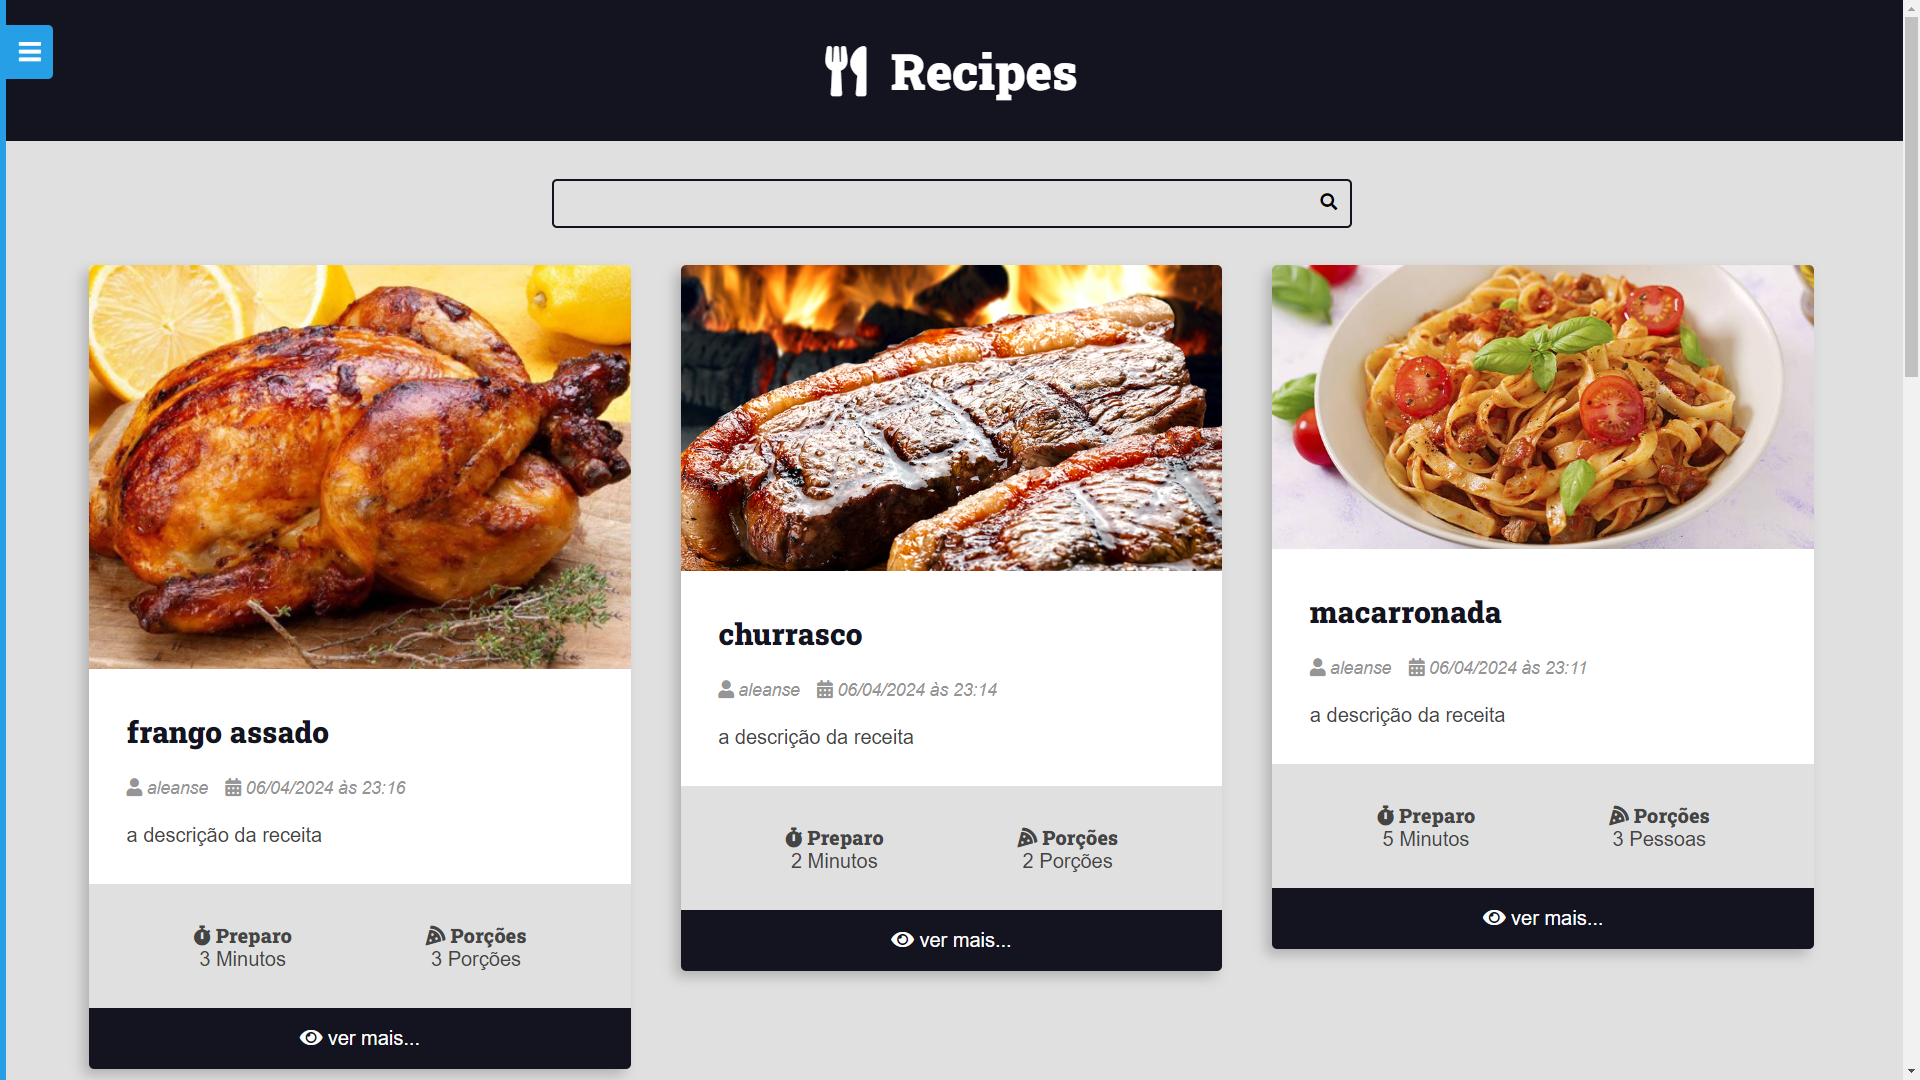 Recipes
frango assado
aleanse 06/04/2024 às 23:16
a descrição da receita
Preparo Porções
3 Minutos 3 Porções
ver mais...
churrasco
aleanse 06/04/2024 às 23:14
a descrição da receita
Preparo Porções
2 Minutos 2 Porções
ver mais...
macarronada
aleanse 06/04/2024 às 23:11
a descrição da receita
Preparo Porções
5 Minutos 3 Pessoas
ver mais...